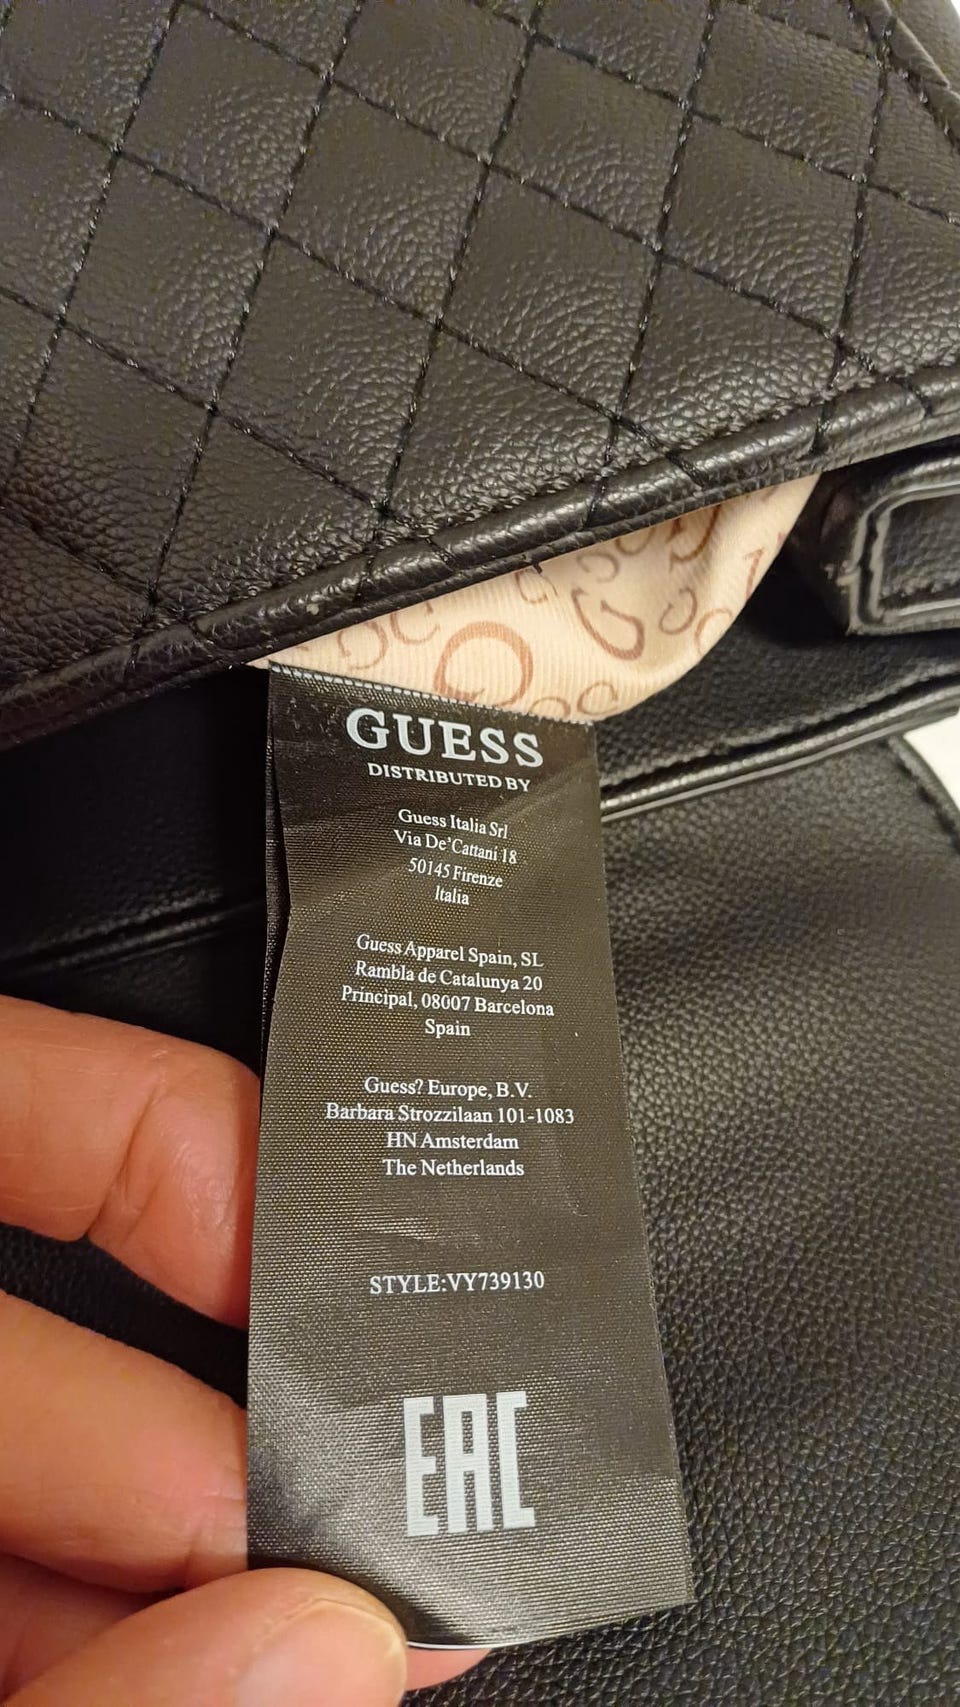 GUESS
DISTRIBUTED BY
Guess Italia Srl
Via De'Cattani 18
50145 Firenze
Italia
Guess Apparel Spain, SL
Rambla de Catalunya 20
Principal, 08007 Barcelona
Spain
Guess? Europe, B.V.
Barbara Strozzilaan 101-1083
HN Amsterdam
The Netherlands
STYLE:VY739130
EAC